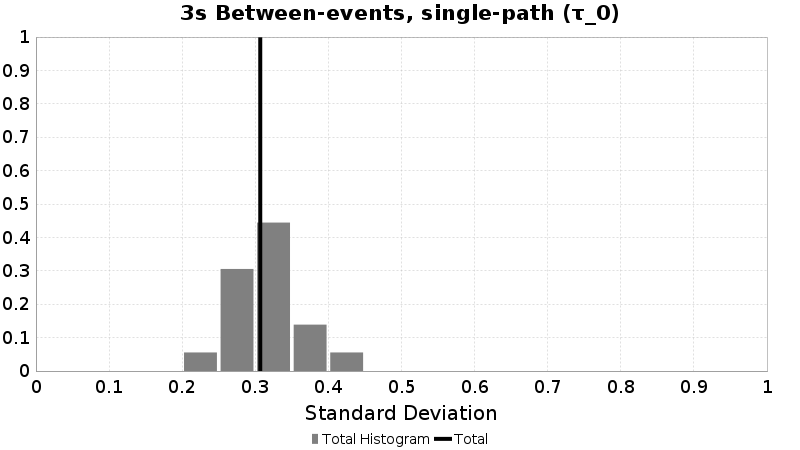 3s Between-events, single-path (τ_0)
1
0.9
0.8
0.7
0.6
0.5
0.4
0.3
0.2
0.1
0
0 0.1 0.2 0.3 0.4 0.5 0.6 0.7 0.8 0.9 1
Standard Deviation
Total Histogram Total